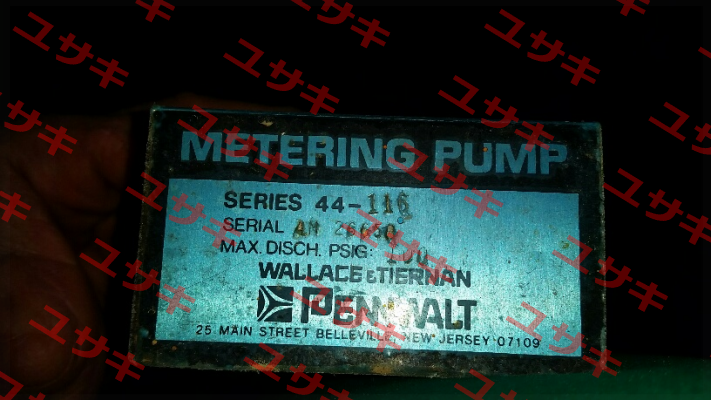 METERING PUMP
SERIES 44-116
SERIAL AM 26650
MAX. DISCH. PSIG: 100
WALLACE & TIERNAN
PENNWALT
25 MAIN STREET BELLEVILLE, NEW JERSEY 07109
ユサキ